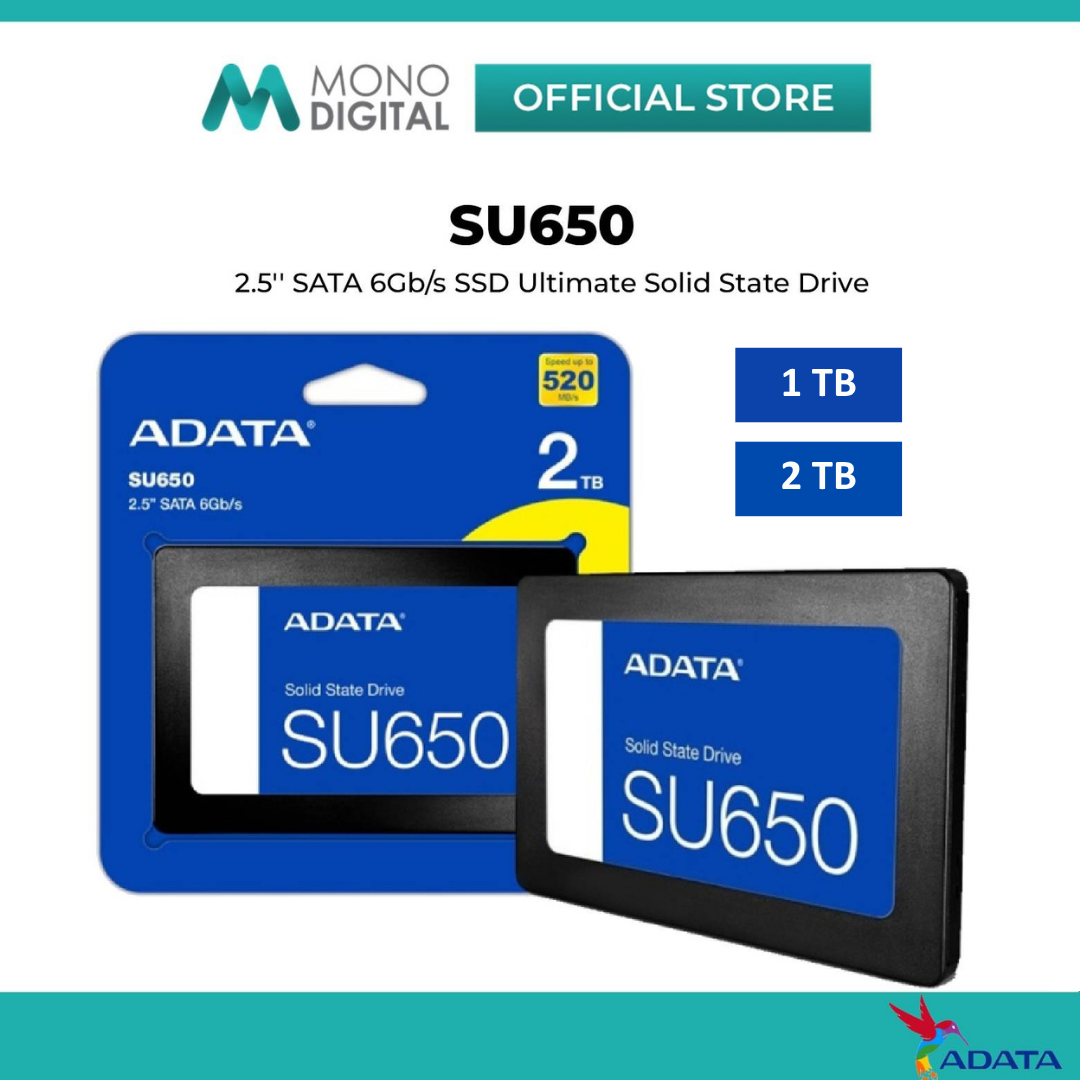 MONO
DIGITAL
OFFICIAL STORE
SU650
2.5'' SATA 6Gb/s SSD Ultimate Solid State Drive
1 TB
2 TB
Speed up to
520
MB/s
ADATA®
2TB
SU650
2.5" SATA 6Gb/s
ADATA®
Solid State Drive
SU650
ADATA®
Solid State Drive
SU650
ADATA